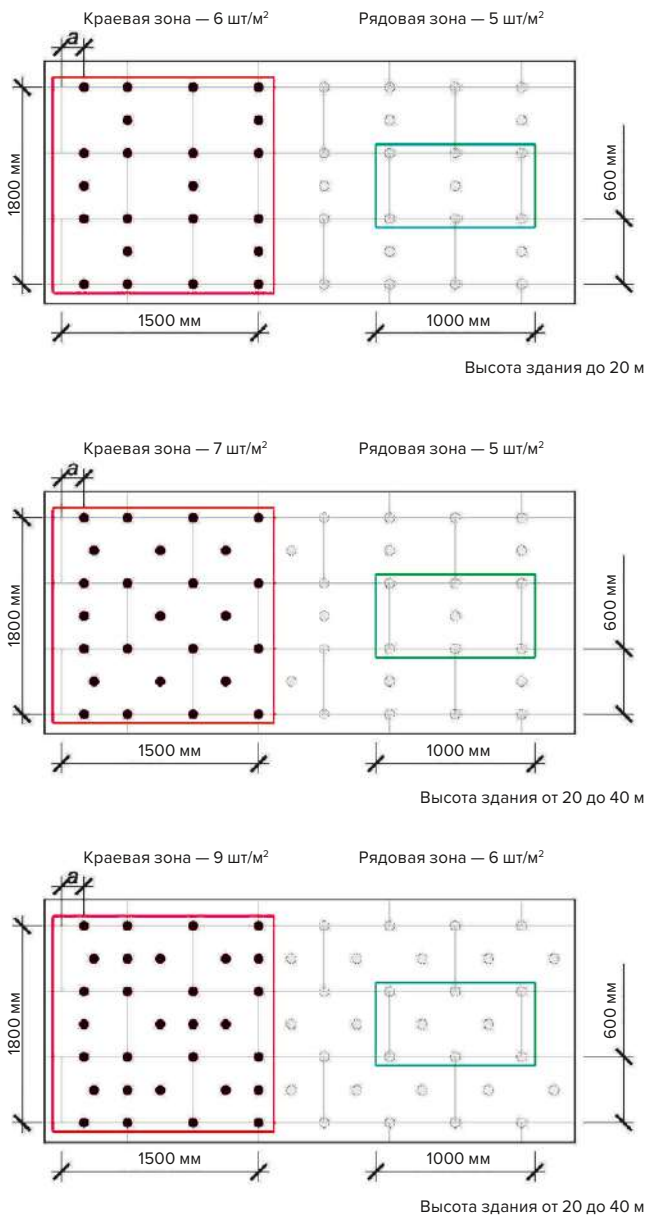 Краевая зона — 6 шт/м² Рядовая зона — 5 шт/м²
a
1800 мм
600 мм
1500 мм 1000 мм
Высота здания до 20 м
Краевая зона — 7 шт/м² Рядовая зона — 5 шт/м²
a
1800 мм
600 мм
1500 мм 1000 мм
Высота здания от 20 до 40 м
Краевая зона — 9 шт/м² Рядовая зона — 6 шт/м²
a
1800 мм
600 мм
1500 мм 1000 мм
Высота здания от 20 до 40 м